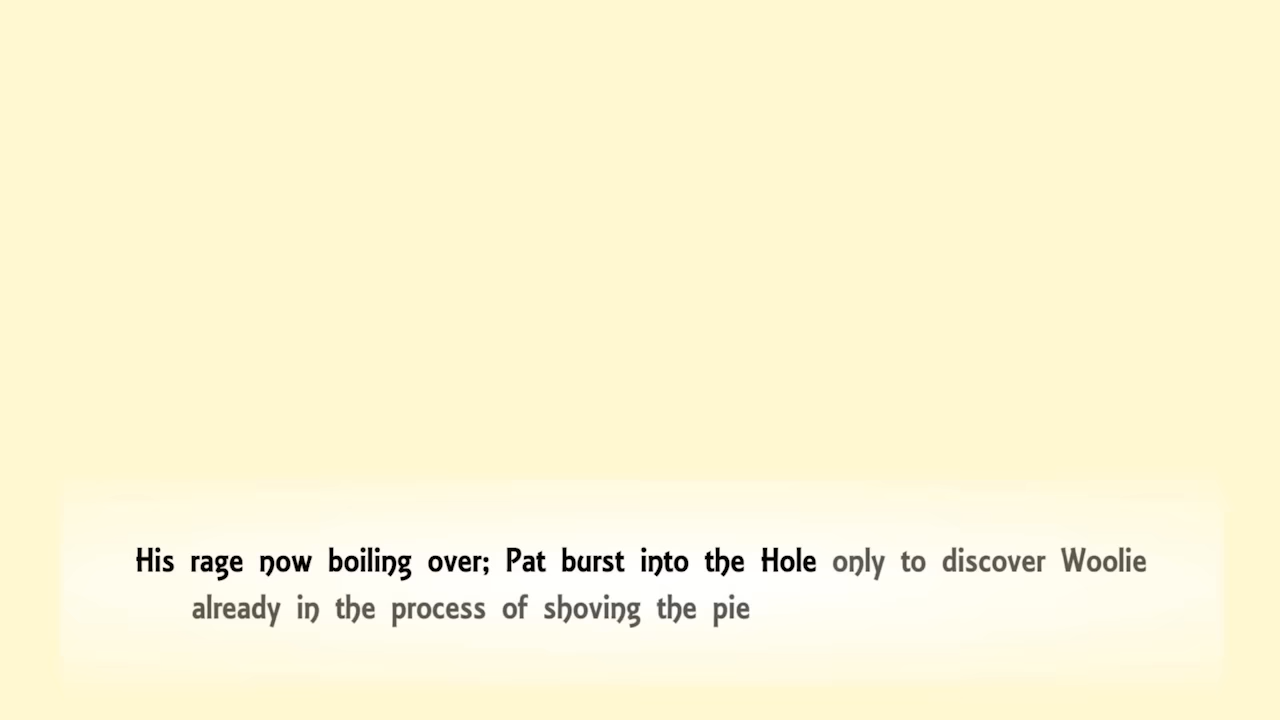 His rage now boiling over; Pat burst into the Hole only to discover Woolie
already in the process of shoving the pie